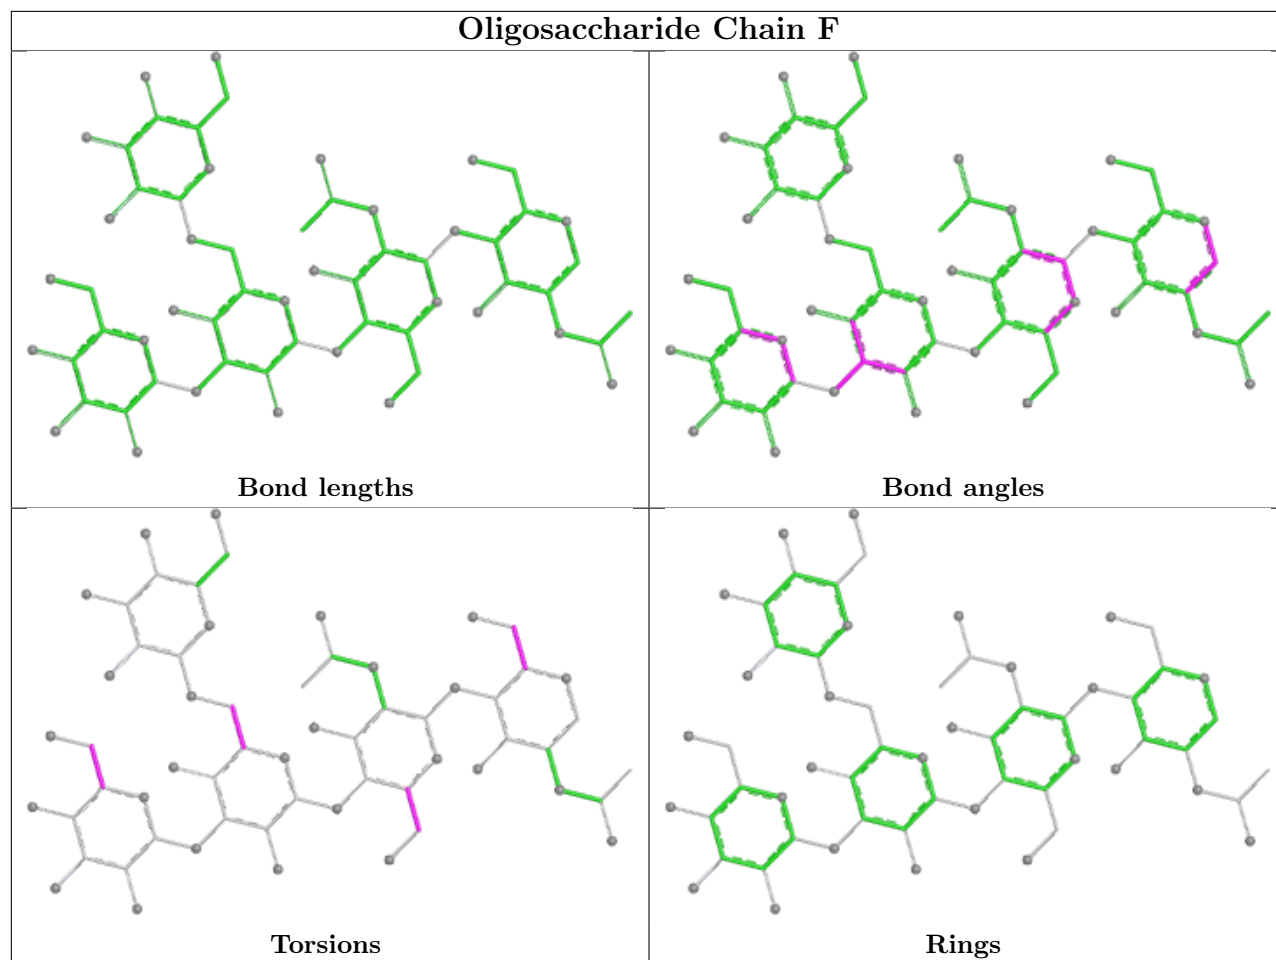 Oligosaccharide Chain F
Bond lengths
Bond angles
Torsions
Rings